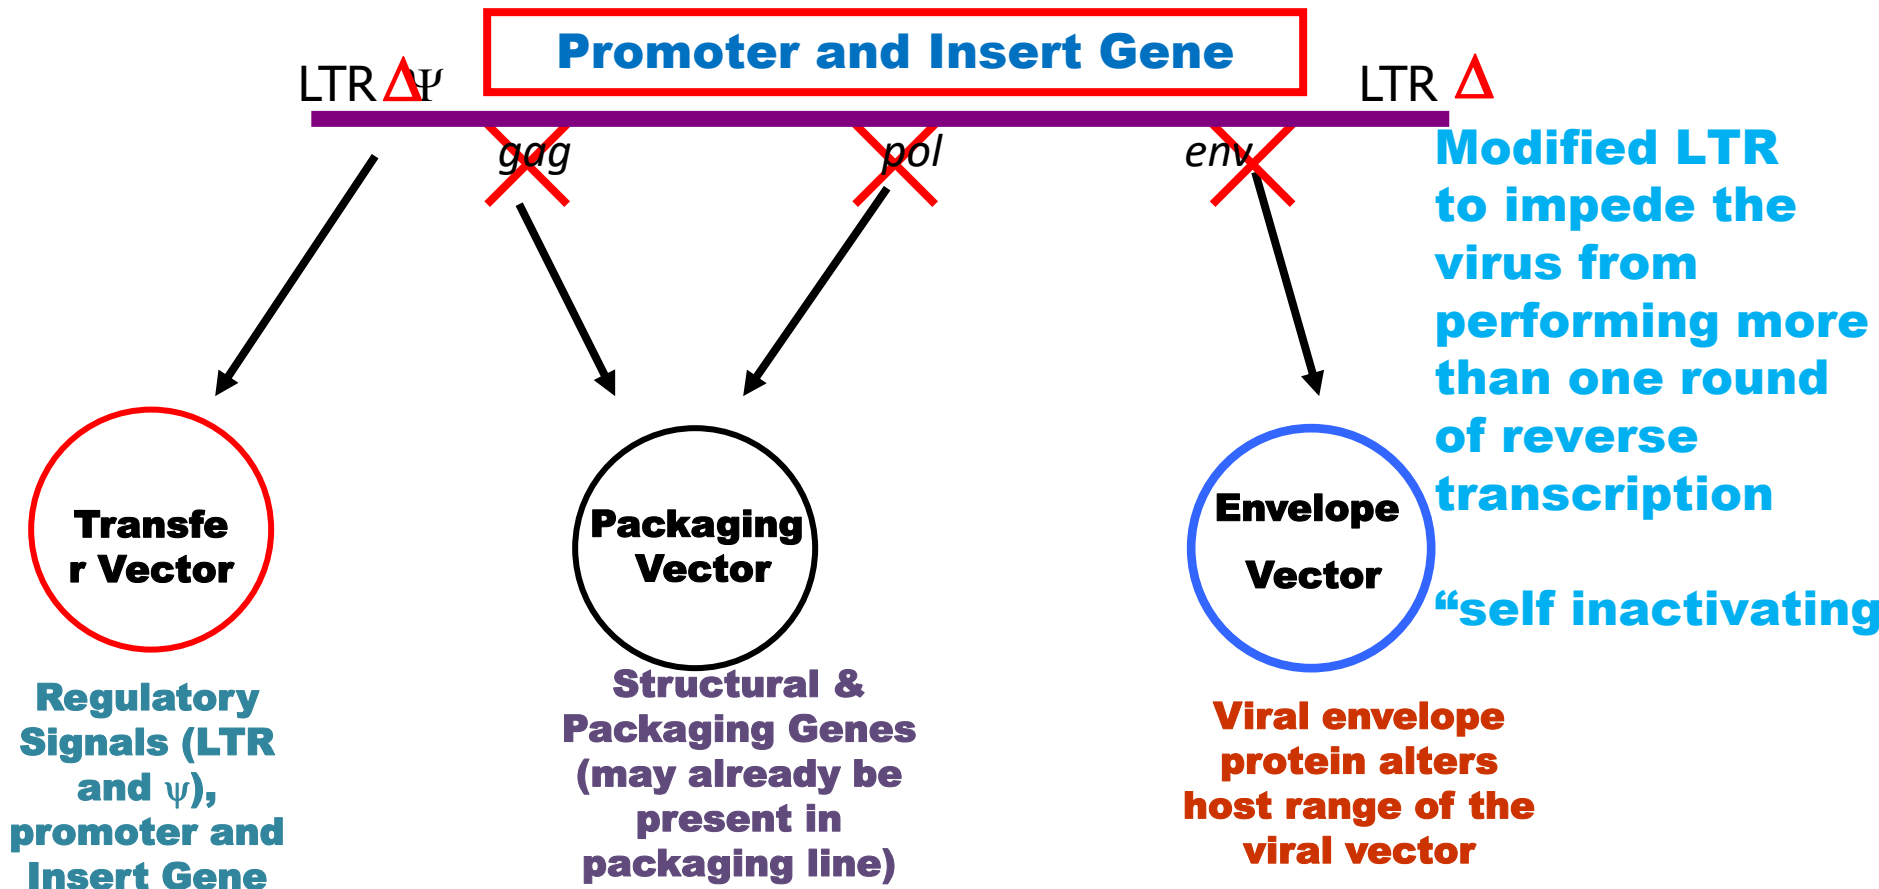 Promoter and Insert Gene
LTR ΔΨ
LTR Δ
gag
pol
env
Modified LTR
to impede the
virus from
performing more
than one round
of reverse
transcription
“self inactivating
Transfe
r Vector
Packaging
Vector
Envelope
Vector
Regulatory
Signals (LTR
and ψ),
promoter and
Insert Gene
Structural &
Packaging Genes
(may already be
present in
packaging line)
Viral envelope
protein alters
host range of the
viral vector